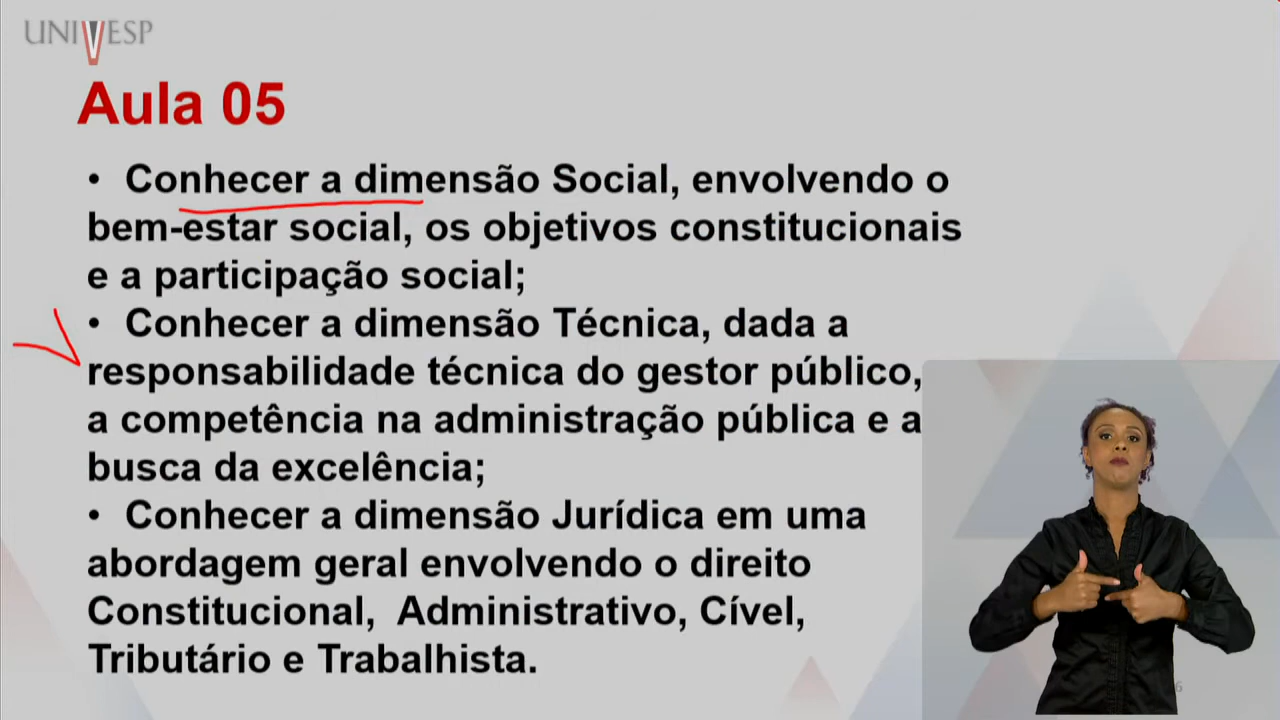 UNIVESP
Aula 05
• Conhecer a dimensão Social, envolvendo o
bem-estar social, os objetivos constitucionais
e a participação social;
• Conhecer a dimensão Técnica, dada a
responsabilidade técnica do gestor público,
a competência na administração pública e a
busca da excelência;
• Conhecer a dimensão Jurídica em uma
abordagem geral envolvendo o direito
Constitucional, Administrativo, Cível,
Tributário e Trabalhista.
6